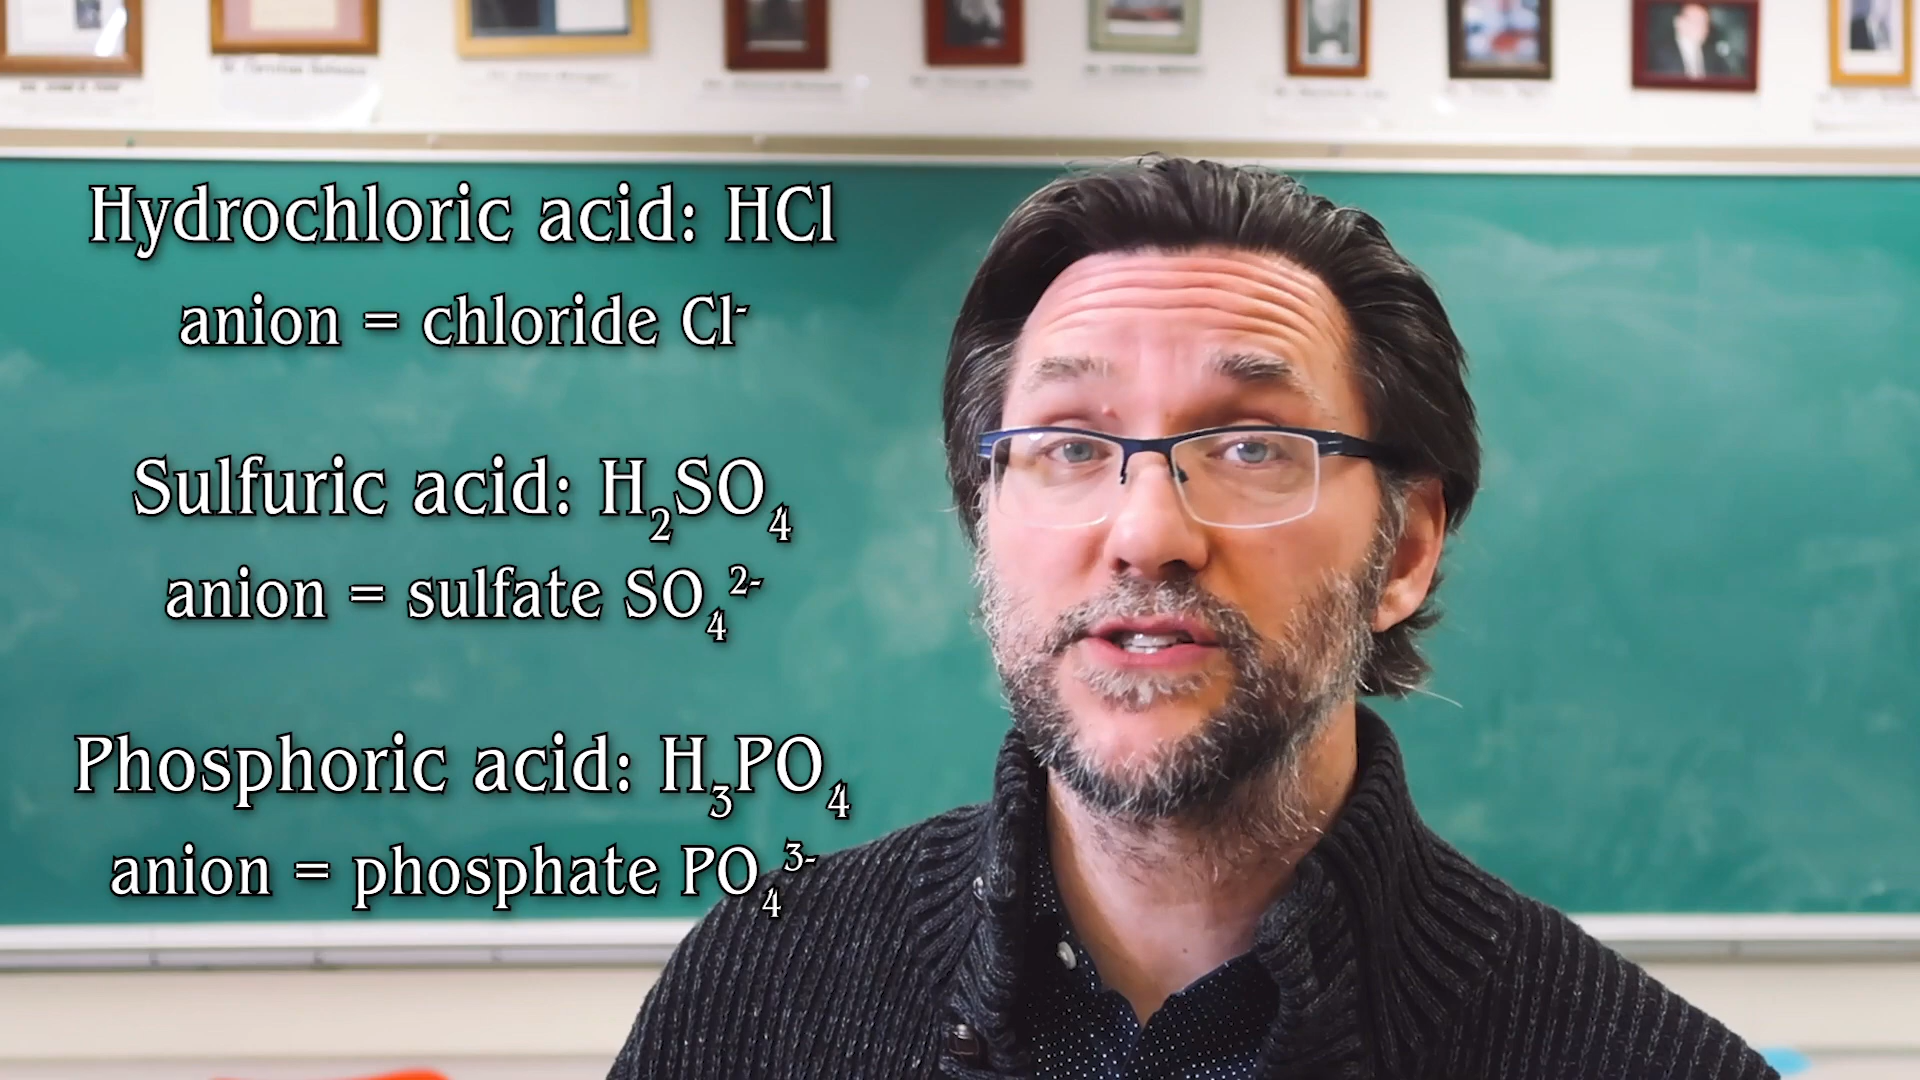 Hydrochloric acid: HCl
anion = chloride Cl⁻
Sulfuric acid: H₂SO₄
anion = sulfate SO₄²⁻
Phosphoric acid: H₃PO₄
anion = phosphate PO₄³⁻